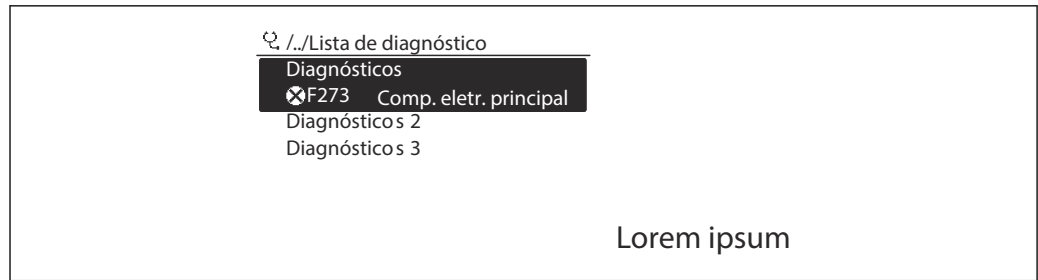 /../Lista de diagnóstico
Diagnósticos
F273 Comp. eletr. principal
Diagnósticos 2
Diagnósticos 3
Lorem ipsum